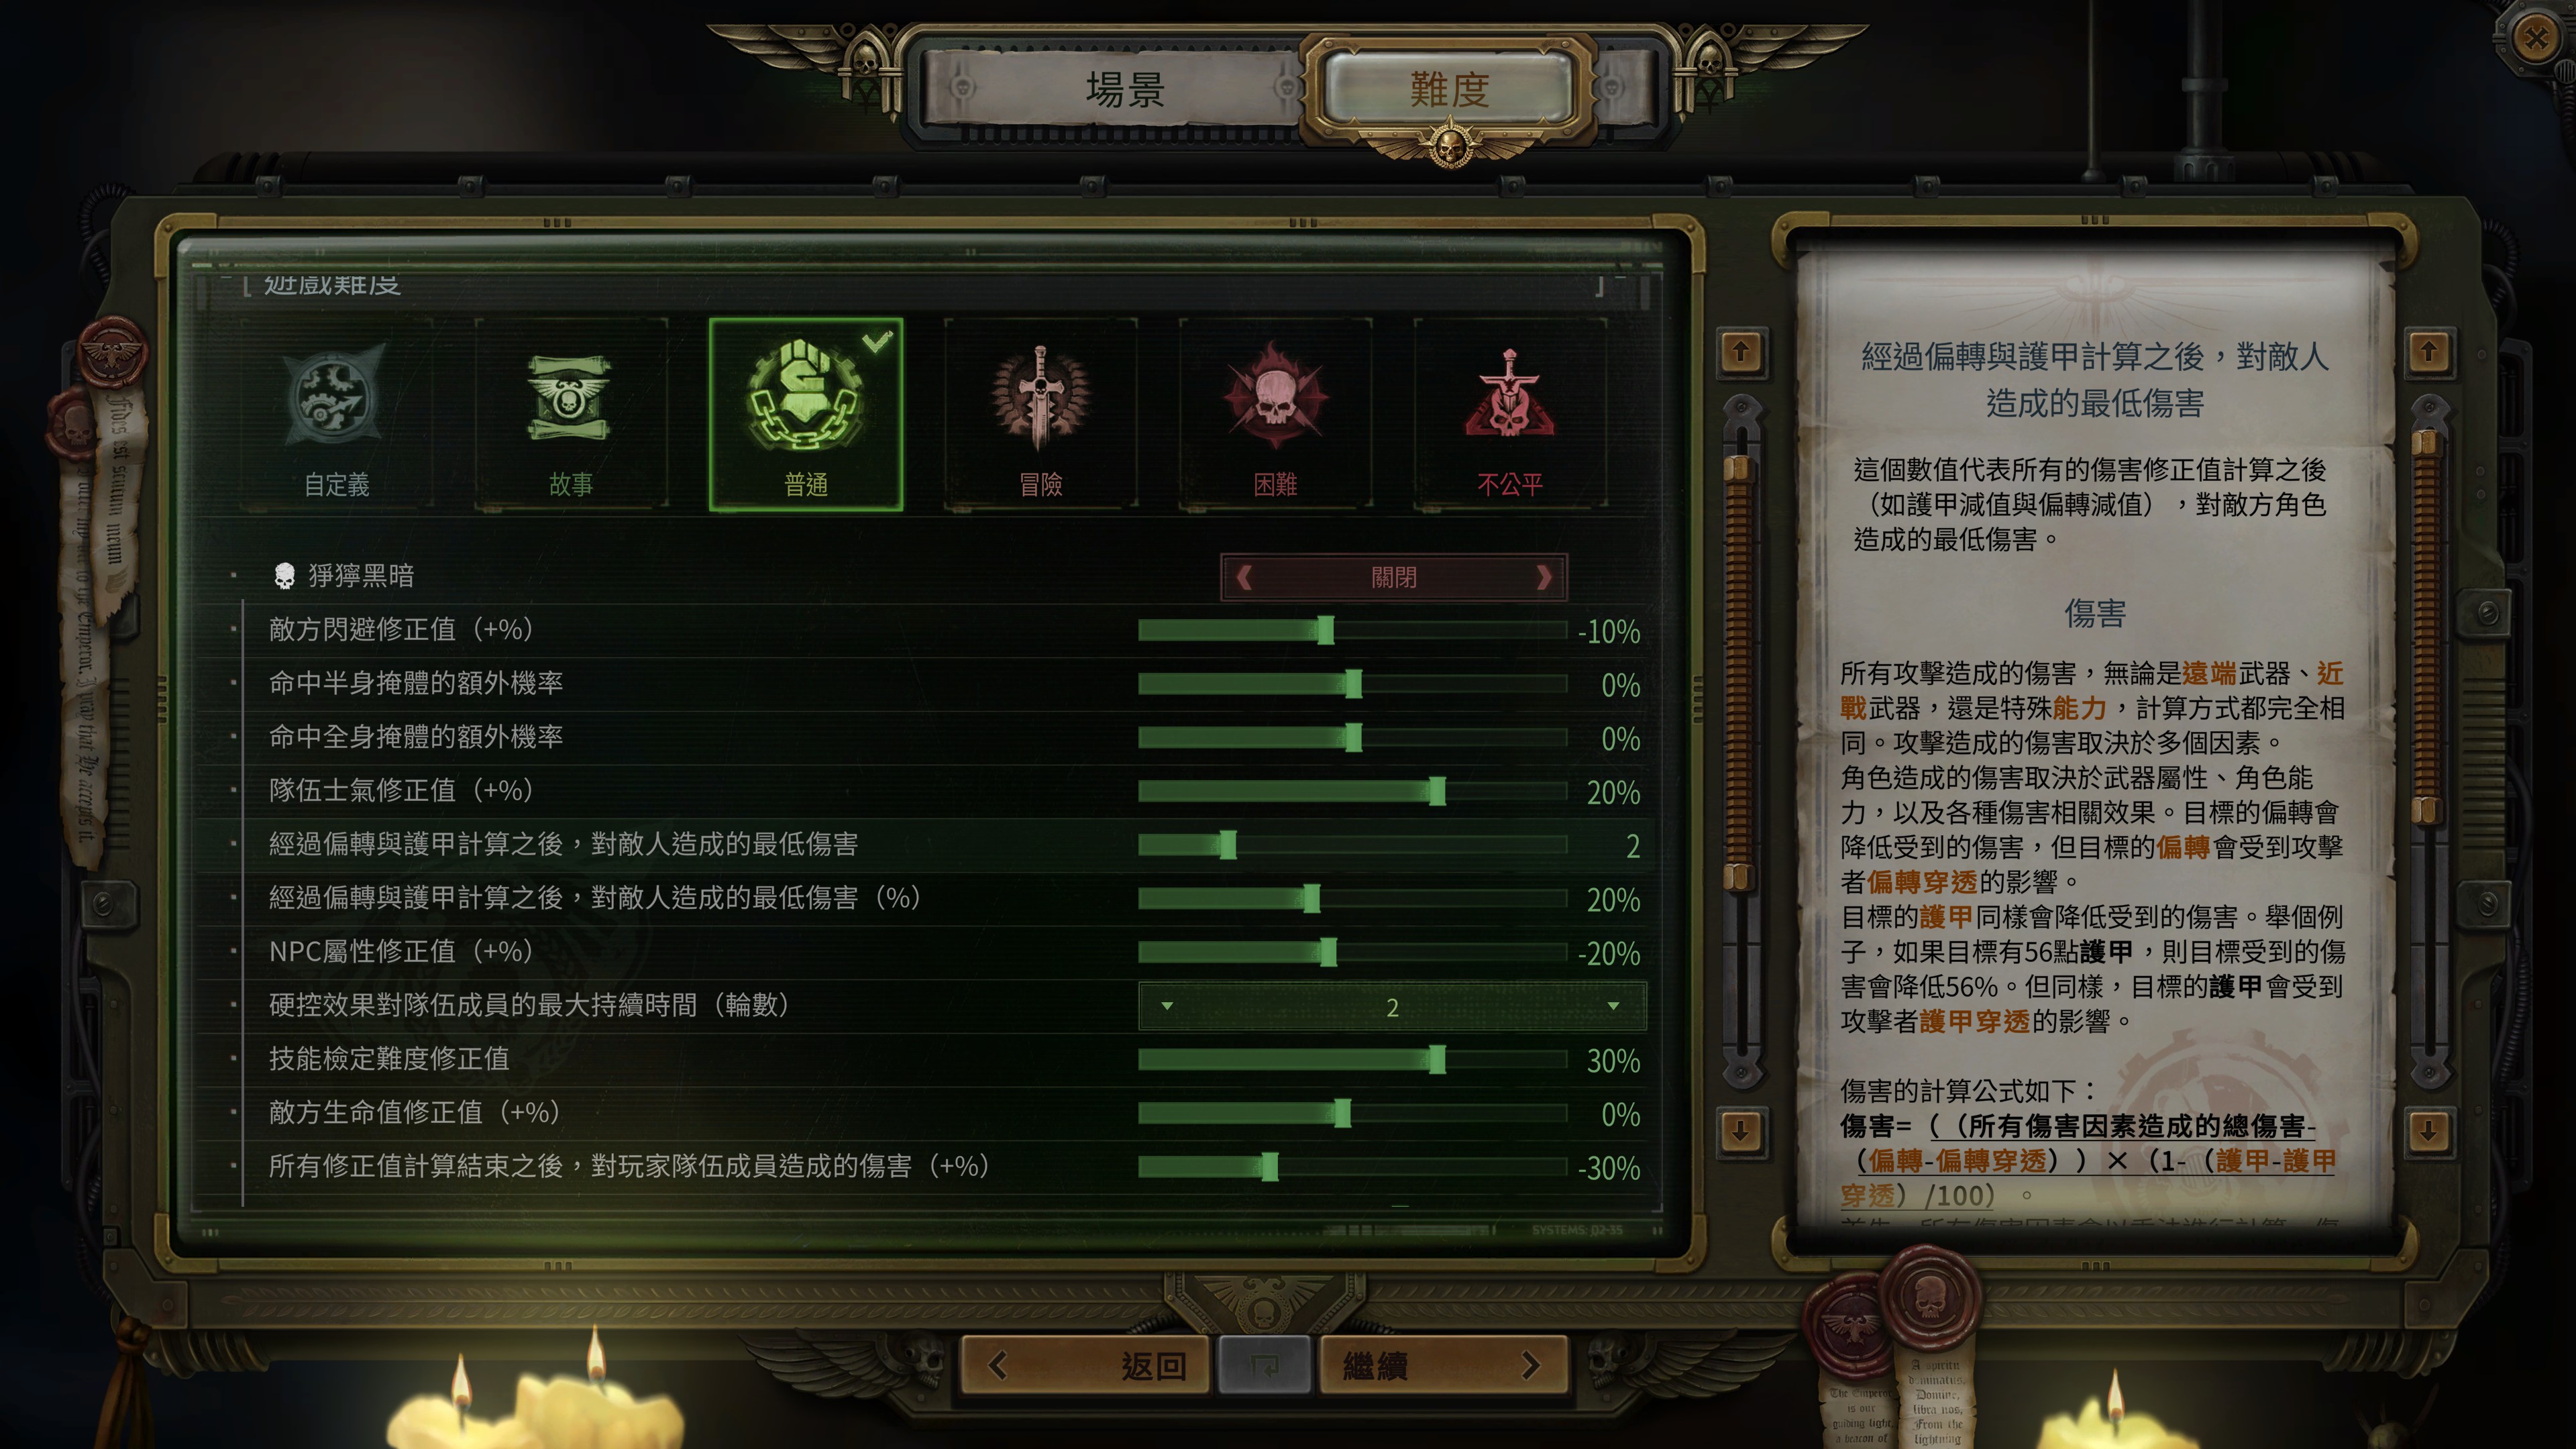 場景
難度
遊戲難度
自定義
故事
普通
冒險
困難
不公平
猙獰黑暗
關閉
敵方閃避修正值（+%）
-10%
命中半身掩體的額外機率
0%
命中全身掩體的額外機率
0%
隊伍士氣修正值（+%）
20%
經過偏轉與護甲計算之後，對敵人造成的最低傷害
2
經過偏轉與護甲計算之後，對敵人造成的最低傷害（%）
20%
NPC屬性修正值（+%）
-20%
硬控效果對隊伍成員的最大持續時間（輪數）
2
技能檢定難度修正值
30%
敵方生命值修正值（+%）
0%
所有修正值計算結束之後，對玩家隊伍成員造成的傷害（+%）
-30%
SYSTEMS: D2-35
經過偏轉與護甲計算之後，對敵人
造成的最低傷害
這個數值代表所有的傷害修正值計算之後
（如護甲減值與偏轉減值），對敵方角色
造成的最低傷害。
傷害
所有攻擊造成的傷害，無論是遠端武器、近
戰武器，還是特殊能力，計算方式都完全相
同。攻擊造成的傷害取決於多個因素。
角色造成的傷害取決於武器屬性、角色能
力，以及各種傷害相關效果。目標的偏轉會
降低受到的傷害，但目標的偏轉會受到攻擊
者偏轉穿透的影響。
目標的護甲同樣會降低受到的傷害。舉個例
子，如果目標有56點護甲，則目標受到的傷
害會降低56%。但同樣，目標的護甲會受到
攻擊者護甲穿透的影響。
傷害的計算公式如下：
傷害=（（所有傷害因素造成的總傷害-
（偏轉-偏轉穿透））×（1-（護甲-護甲
穿透）/100）。
返回
繼續
Fides est scutum meum
The Emperor
is our
guiding light,
a beacon of
A spiritu
dominatus,
Domine,
libra nos,
From the
lightning